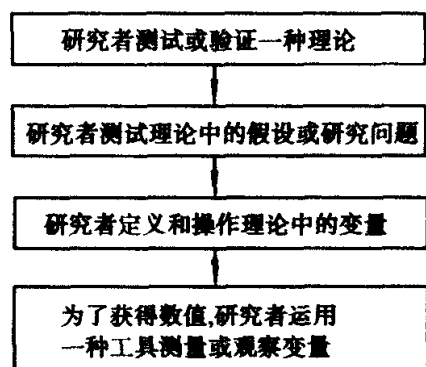 研究者测试或验证一种理论
研究者测试理论中的假设或研究问题
研究者定义和操作理论中的变量
为了获得数值,研究者运用
一种工具测量或观察变量